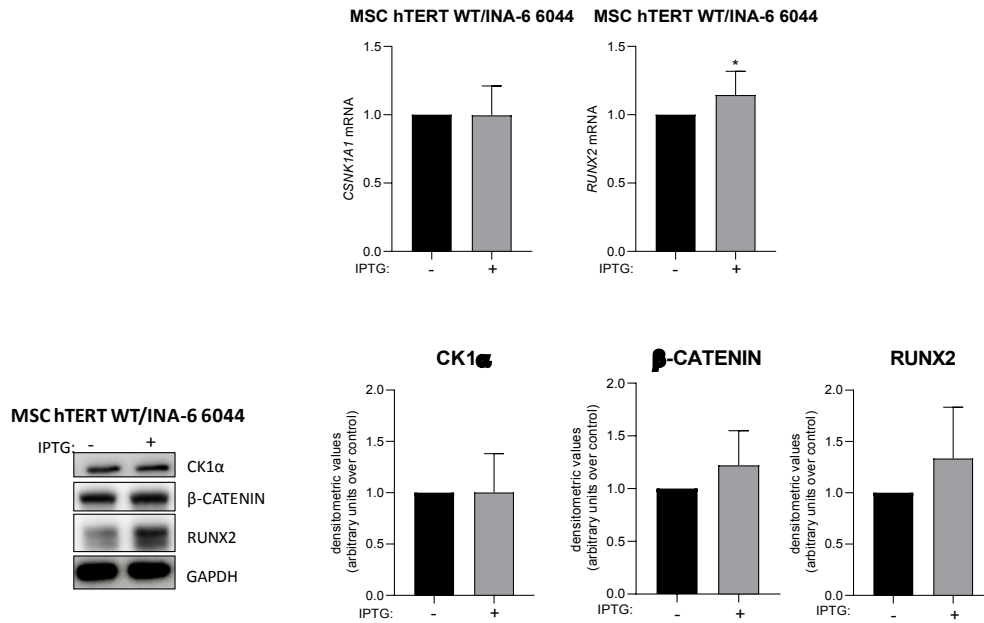 MSC hTERT WT/INA-6 6044
MSC hTERT WT/INA-6 6044
1.5
1.0
0.5
0.0
CSNK1A1 mRNA
IPTG:
-
+
1.5
1.0
0.5
0.0
RUNX2 mRNA
*
IPTG:
-
+
MSC hTERT WT/INA-6 6044
IPTG:
-
+
CK1α
β-CATENIN
RUNX2
GAPDH
CK1α
2.0
1.5
1.0
0.5
0.0
densitometric values
(arbitrary units over control)
IPTG:
-
+
β-CATENIN
2.0
1.5
1.0
0.5
0.0
densitometric values
(arbitrary units over control)
IPTG:
-
+
RUNX2
2.0
1.5
1.0
0.5
0.0
densitometric values
(arbitrary units over control)
IPTG:
-
+